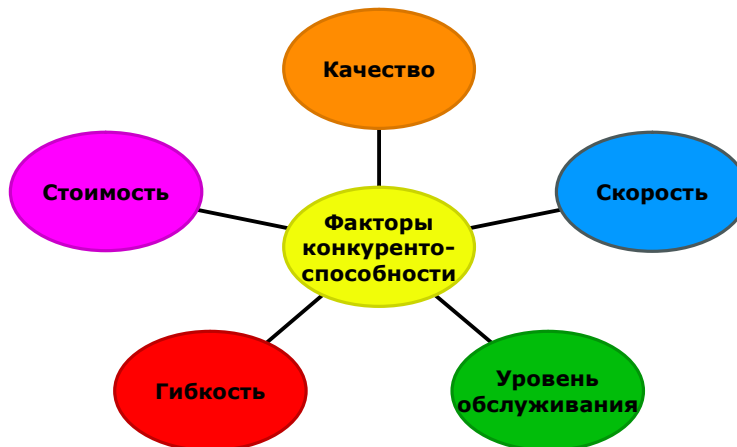 Качество
Стоимость
Скорость
Факторы
конкуренто-
способности
Гибкость
Уровень
обслуживания